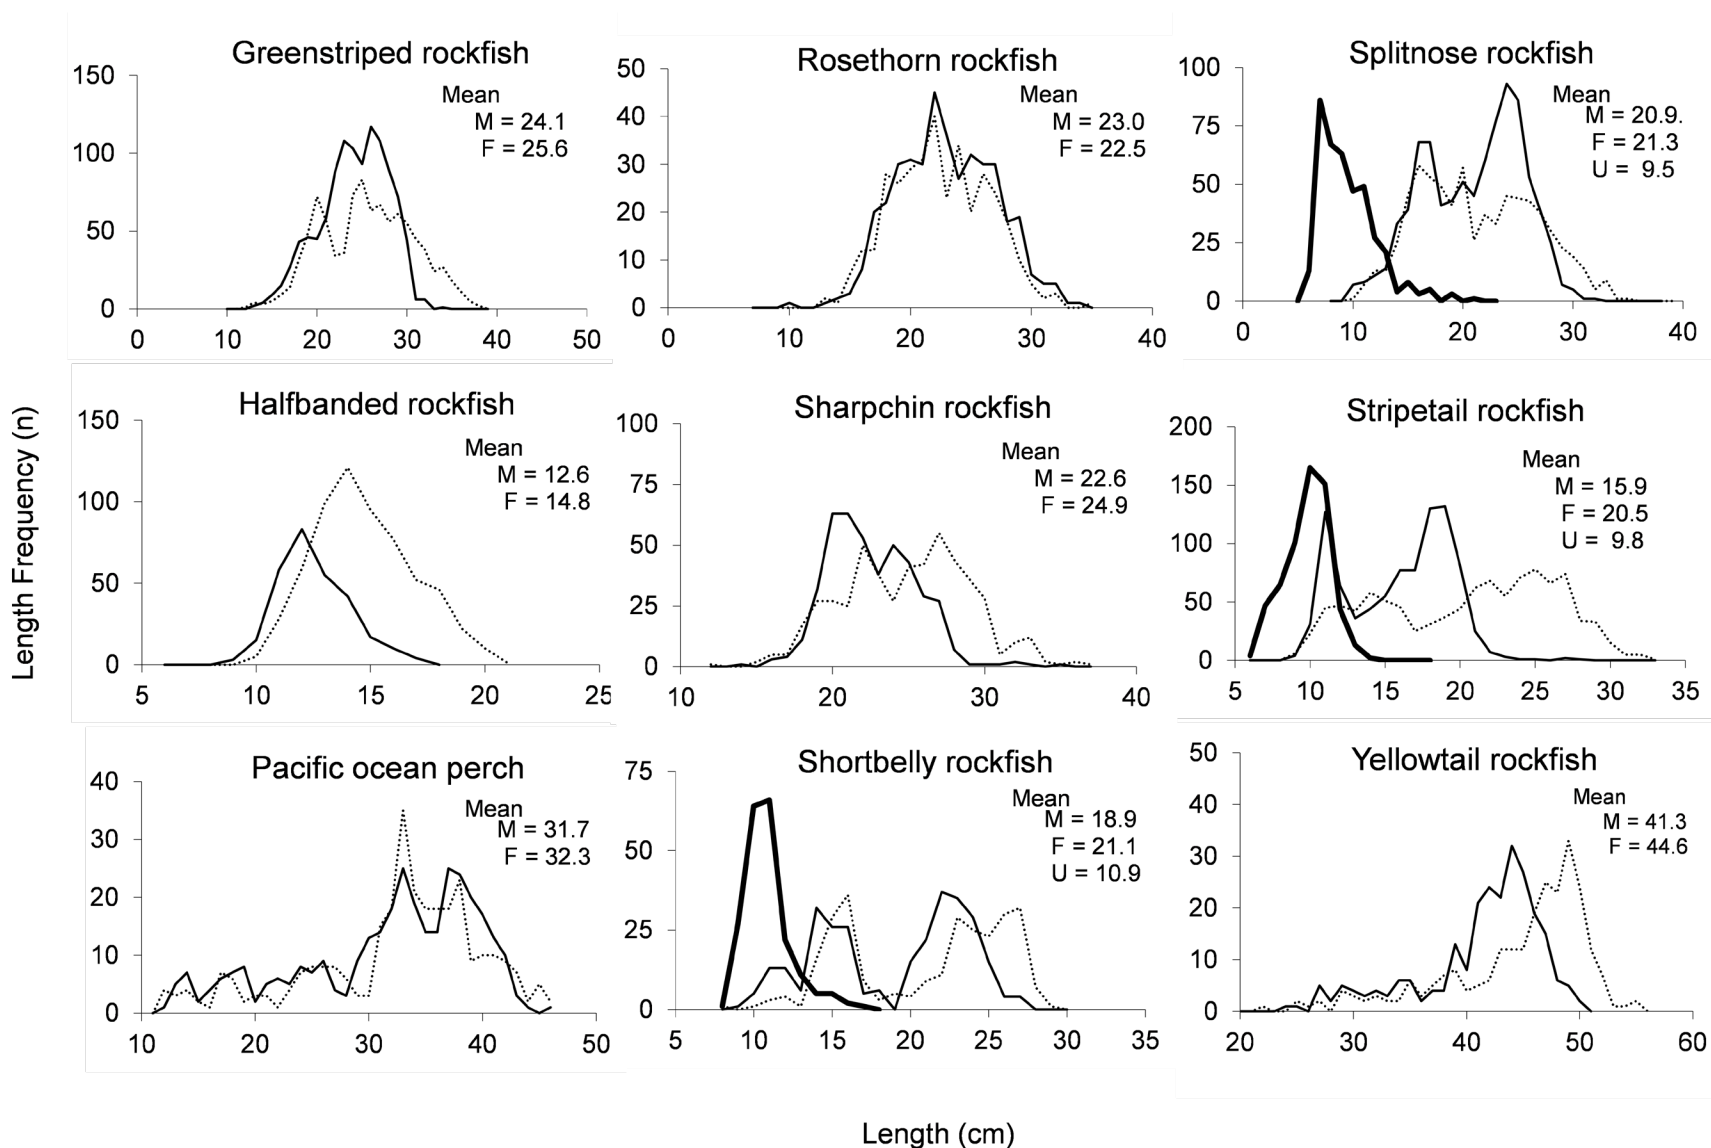 Length Frequency (n)
Greenstriped rockfish
Mean
M = 24.1
F = 25.6
150
100
50
0
0 10 20 30 40 50
Rosethorn rockfish
Mean
M = 23.0
F = 22.5
50
40
30
20
10
0
0 10 20 30 40
Splitnose rockfish
Mean
M = 20.9.
F = 21.3
U = 9.5
100
75
50
25
0
0 10 20 30 40
Halfbanded rockfish
Mean
M = 12.6
F = 14.8
150
100
50
0
5 10 15 20 25
Sharpchin rockfish
Mean
M = 22.6
F = 24.9
100
75
50
25
0
10 20 30 40
Stripetail rockfish
Mean
M = 15.9
F = 20.5
U = 9.8
200
150
100
50
0
5 10 15 20 25 30 35
Pacific ocean perch
Mean
M = 31.7
F = 32.3
40
30
20
10
0
10 20 30 40 50
Shortbelly rockfish
Mean
M = 18.9
F = 21.1
U = 10.9
75
50
25
0
5 10 15 20 25 30 35
Yellowtail rockfish
Mean
M = 41.3
F = 44.6
50
40
30
20
10
0
20 30 40 50 60
Length (cm)